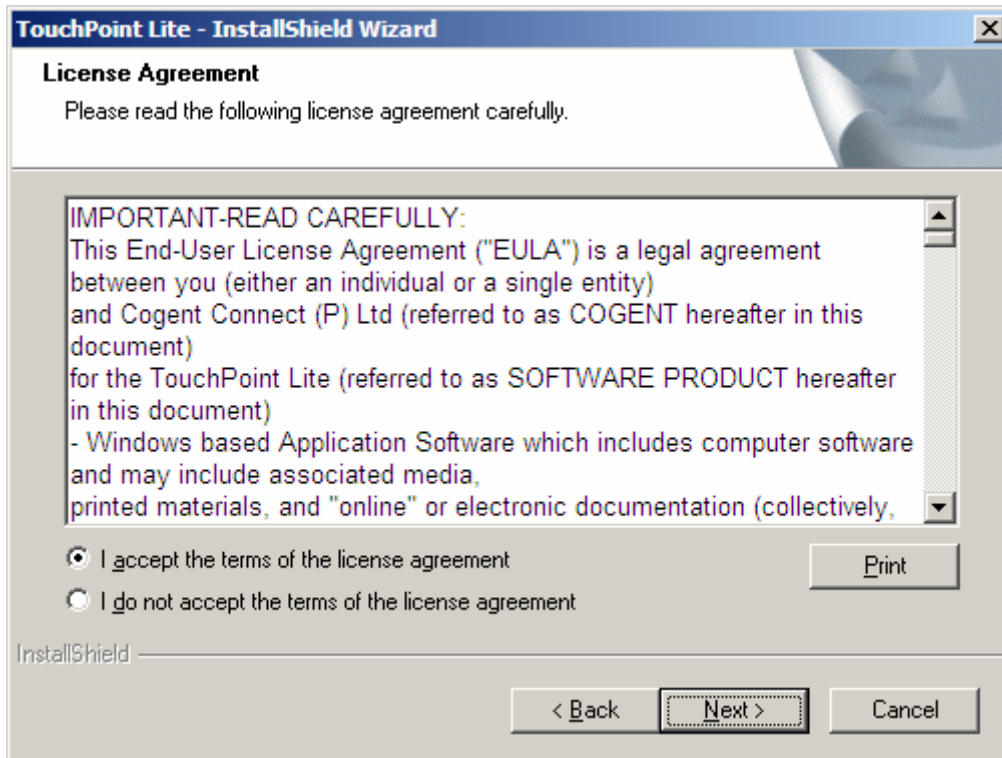 TouchPoint Lite - InstallShield Wizard
License Agreement
Please read the following license agreement carefully.
IMPORTANT-READ CAREFULLY:
This End-User License Agreement ("EULA") is a legal agreement
between you (either an individual or a single entity)
and Cogent Connect (P) Ltd (referred to as COGENT hereafter in this
document)
for the TouchPoint Lite (referred to as SOFTWARE PRODUCT hereafter
in this document)
- Windows based Application Software which includes computer software
and may include associated media,
printed materials, and "online" or electronic documentation (collectively,
I accept the terms of the license agreement
Print
I do not accept the terms of the license agreement
InstallShield
< Back
Next >
Cancel